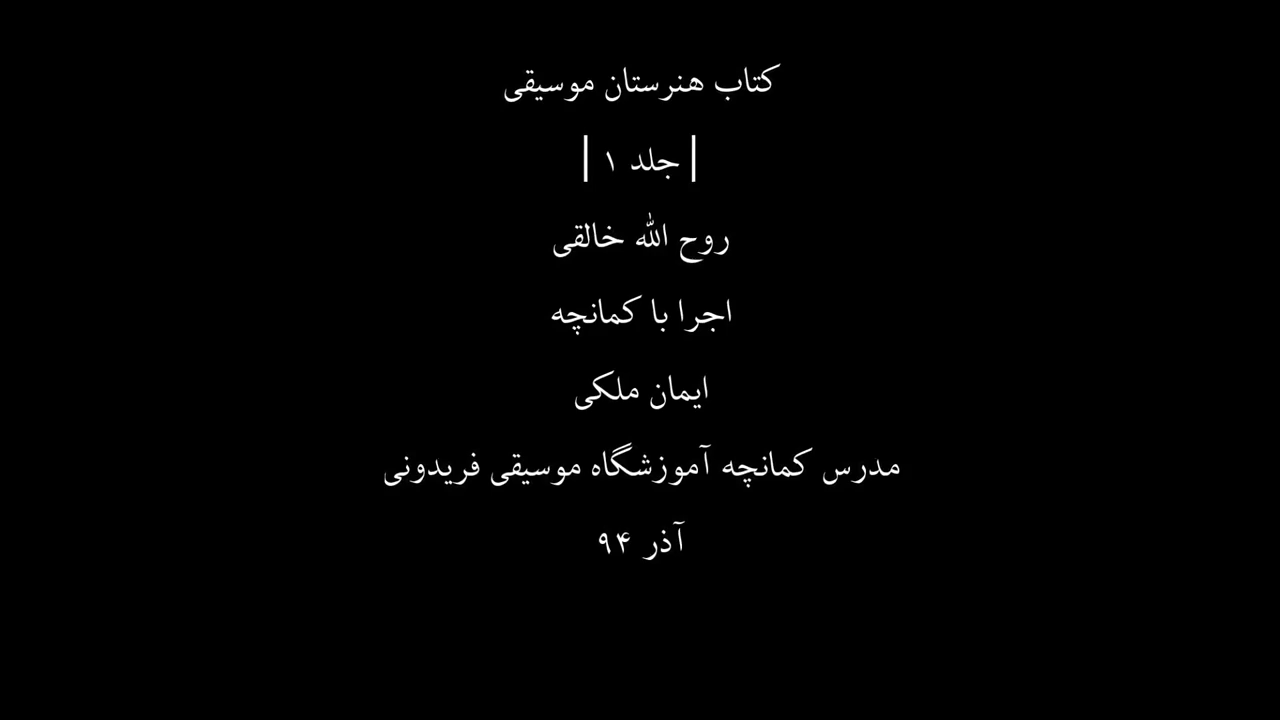 کتاب هنرستان موسیقی
| جلد ۱ |
روح الله خالقی
اجرا با کمانچه
ایمان ملکی
مدرس کمانچه آموزشگاه موسیقی فریدونی
آذر ۹۴